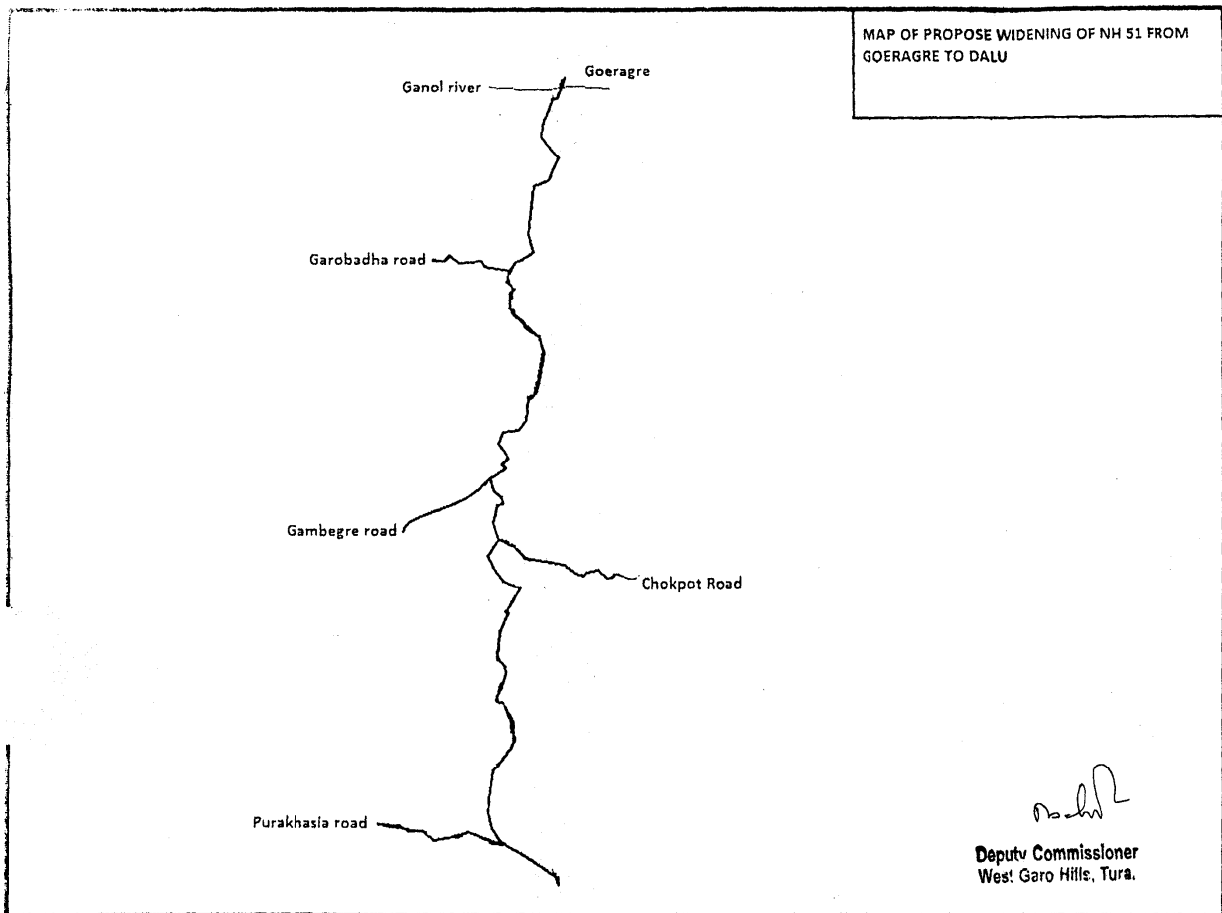 MAP OF PROPOSE WIDENING OF NH 51 FROM
GOERAGRE TO DALU
Goeragre
Ganol river
Garobadha road
Gambegre road
Chokpot Road
Purakhasia road
Deputy Commissioner
West Garo Hills, Tura.